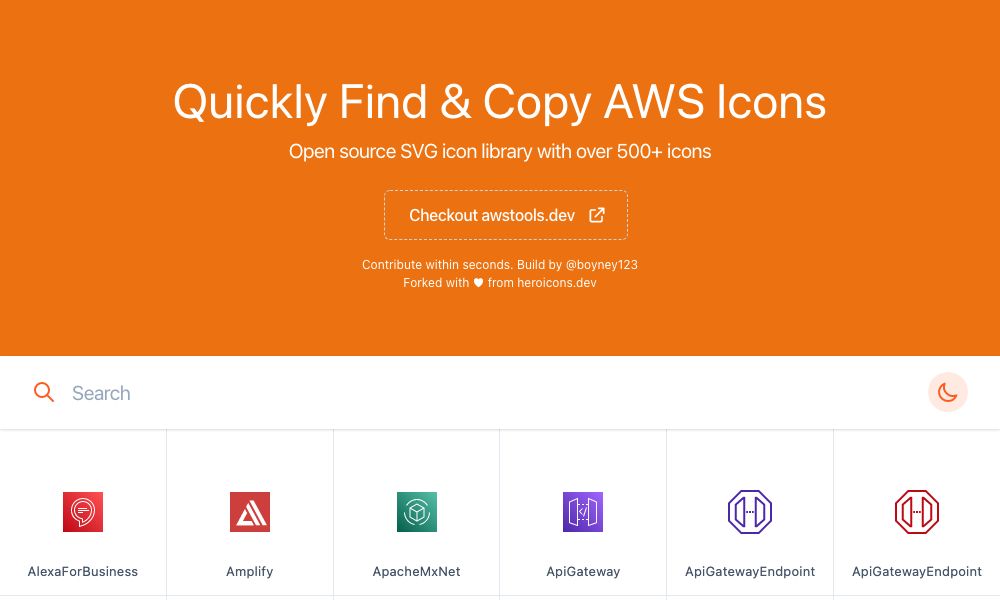 Quickly Find & Copy AWS Icons
Open source SVG icon library with over 500+ icons
Checkout awstools.dev
Contribute within seconds. Build by @boyney123
Forked with ♥ from heroicons.dev
Search
AlexaForBusiness
Amplify
ApacheMxNet
ApiGateway
ApiGatewayEndpoint
ApiGatewayEndpoint